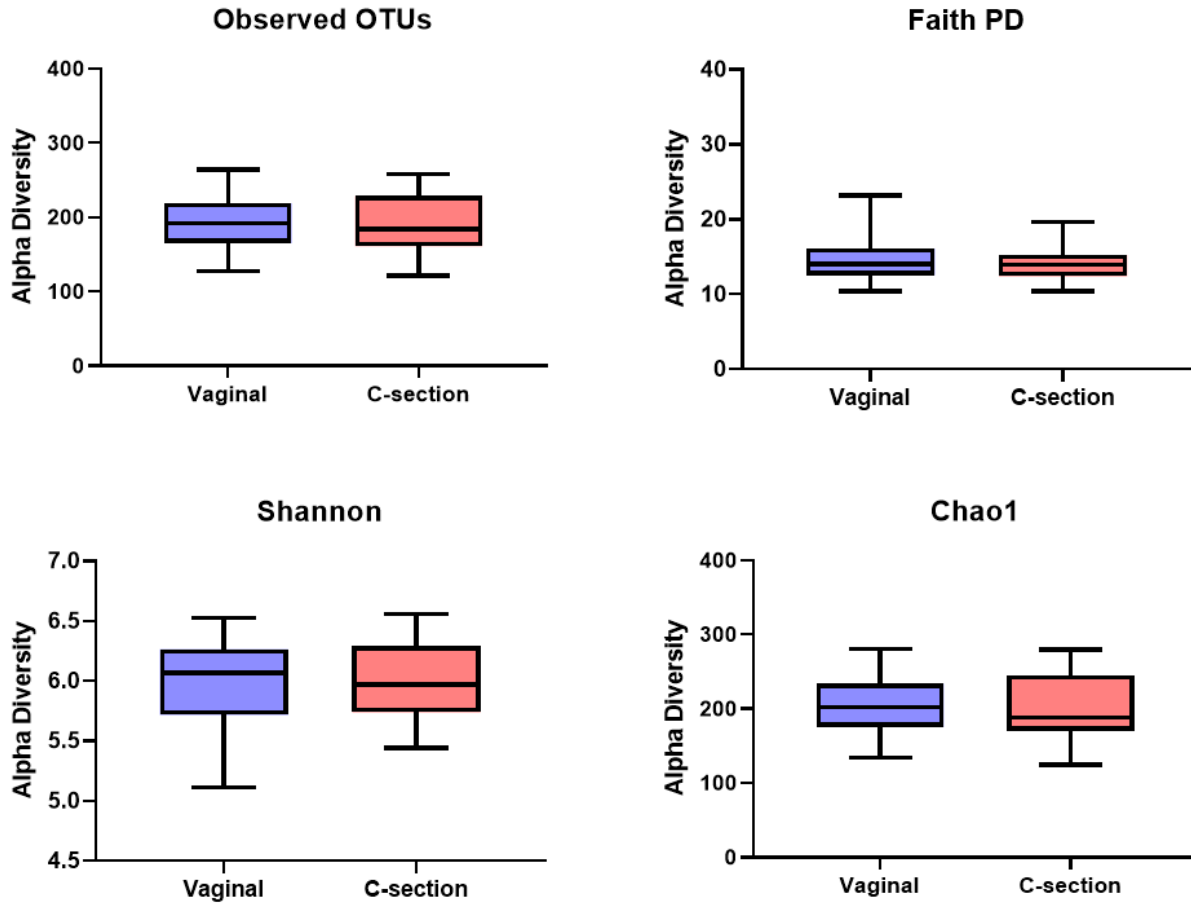 Observed OTUs
Alpha Diversity
400
300
200
100
0
Vaginal C-section
Faith PD
Alpha Diversity
40
30
20
10
0
Vaginal C-section
Shannon
Alpha Diversity
7.0
6.5
6.0
5.5
5.0
4.5
Vaginal C-section
Chao1
Alpha Diversity
400
300
200
100
0
Vaginal C-section